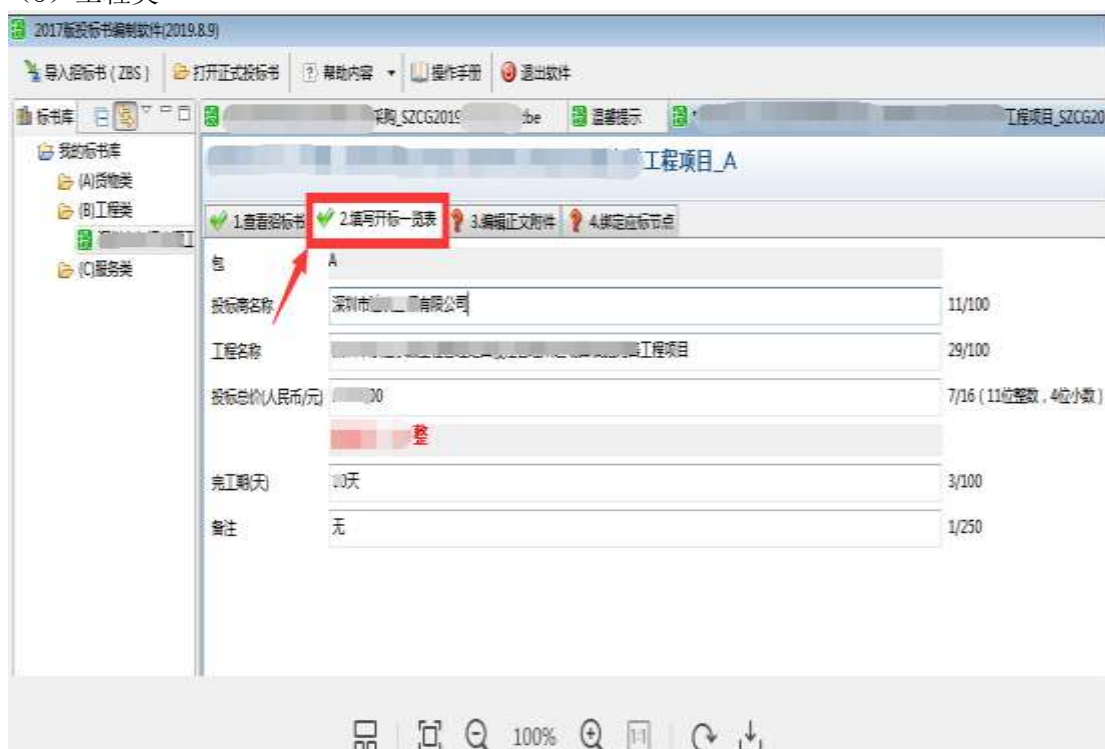 2017版投标书编制软件(2019.8.9)
导入招标书(ZBS) 打开正式投标书 帮助内容 操作手册 退出软件
标书库 采购_SZCG2019 :be 温馨提示 工程项目_SZCG20
我的标书库
(A)货物类
(B)工程类
(C)服务类
工程项目_A
1.查看招标书 2.填写开标一览表 3.编辑正文附件 4.绑定应标节点
包 A
投标商名称 深圳市 有限公司 11/100
工程名称 工程项目 29/100
投标总价(人民币/元) 00 7/16(11位整数,4位小数)
整
完工期(天) 0天 3/100
备注 无 1/250
100% 1:1